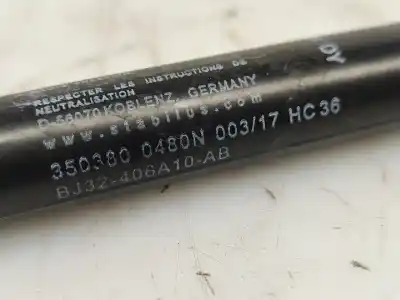 RESPECTER LES INSTRUCTIONS DE
NEUTRALISATION
D-56070 KOBLENZ, GERMANY
www.stabilus.com
350380 0480N 003/17 HC36
BJ32-406A10-AB
DY